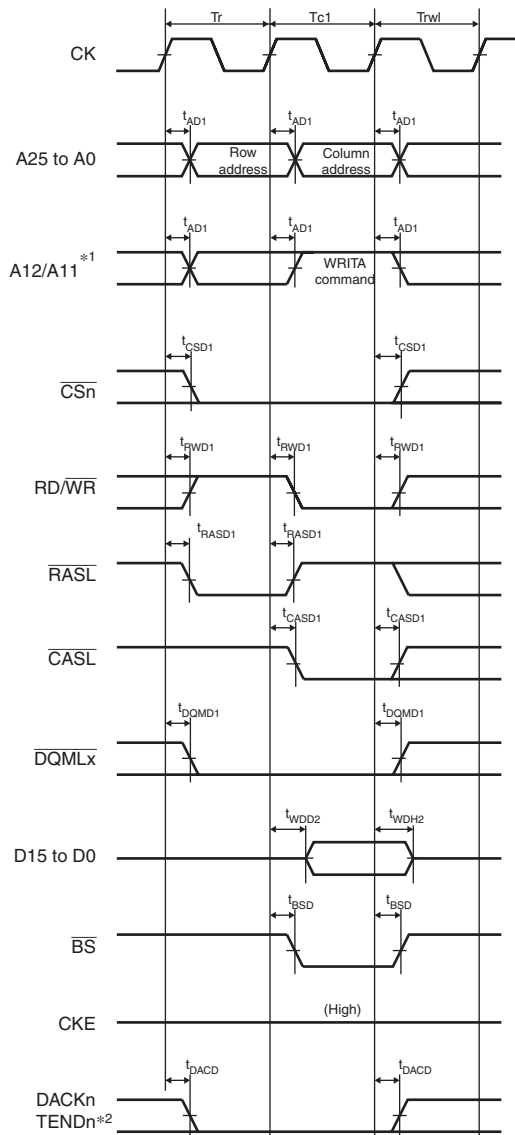 Tr Tc1 Trwl
CK
tAD1 tAD1 tAD1
A25 to A0 Row address Column address
tAD1 tAD1 tAD1
A12/A11 *1 WRITA command
tCSD1 tCSD1
CSn
tRWD1 tRWD1 tRWD1
RD/WR
tRASD1 tRASD1
RASL
tCASD1 tCASD1
CASL
tDQMD1 tDQMD1
DQMLx
tWDD2 tWDH2
D15 to D0
tBSD tBSD
BS
(High)
CKE
tDACD tDACD
DACKn
TENDn*2